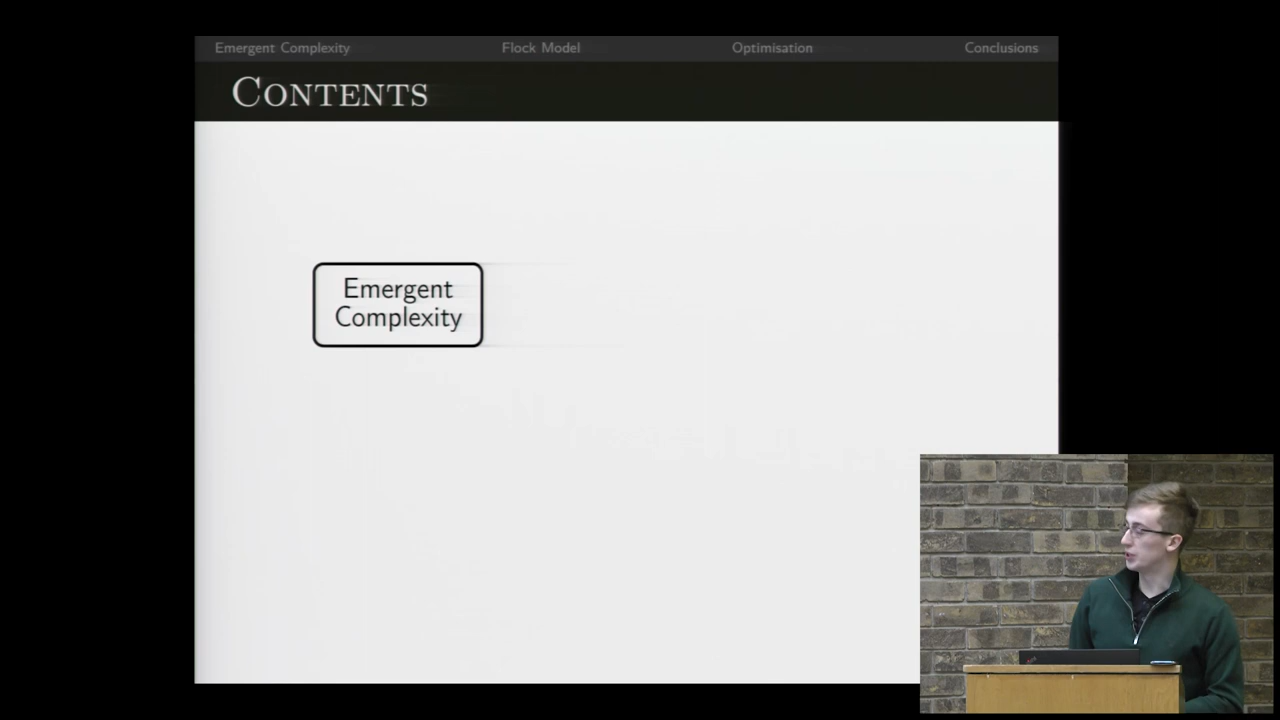 Emergent Complexity Flock Model Optimisation Conclusions
Contents
Emergent
Complexity